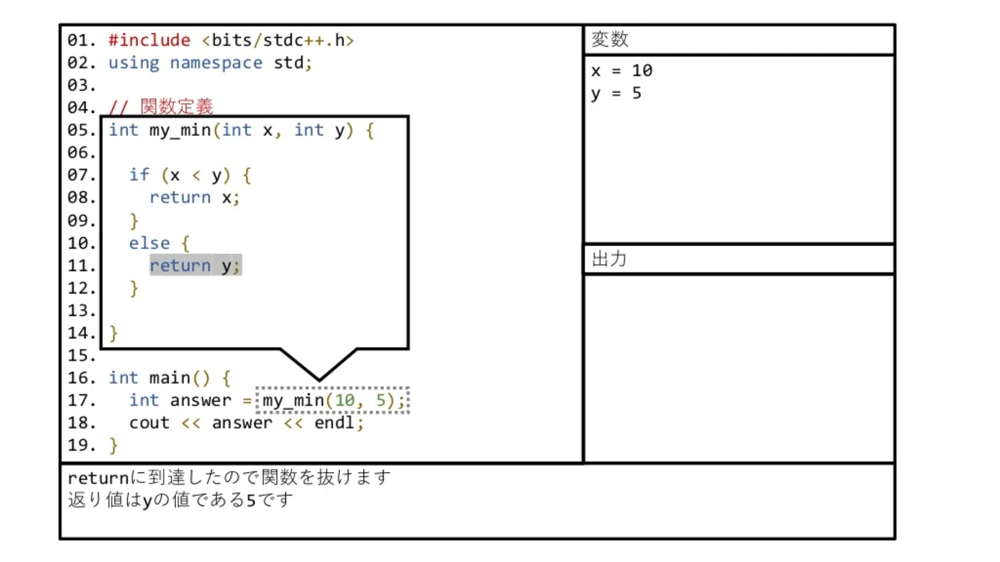 01. #include <bits/stdc++.h>
02. using namespace std;
03.
04. // 関数定義
05. int my_min(int x, int y) {
06.
07.   if (x < y) {
08.     return x;
09.   }
10.   else {
11.     return y;
12.   }
13.
14. }
15.
16. int main() {
17.   int answer = my_min(10, 5);
18.   cout << answer << endl;
19. }
変数
x = 10
y = 5
出力
returnに到達したので関数を抜けます
返り値はyの値である5です